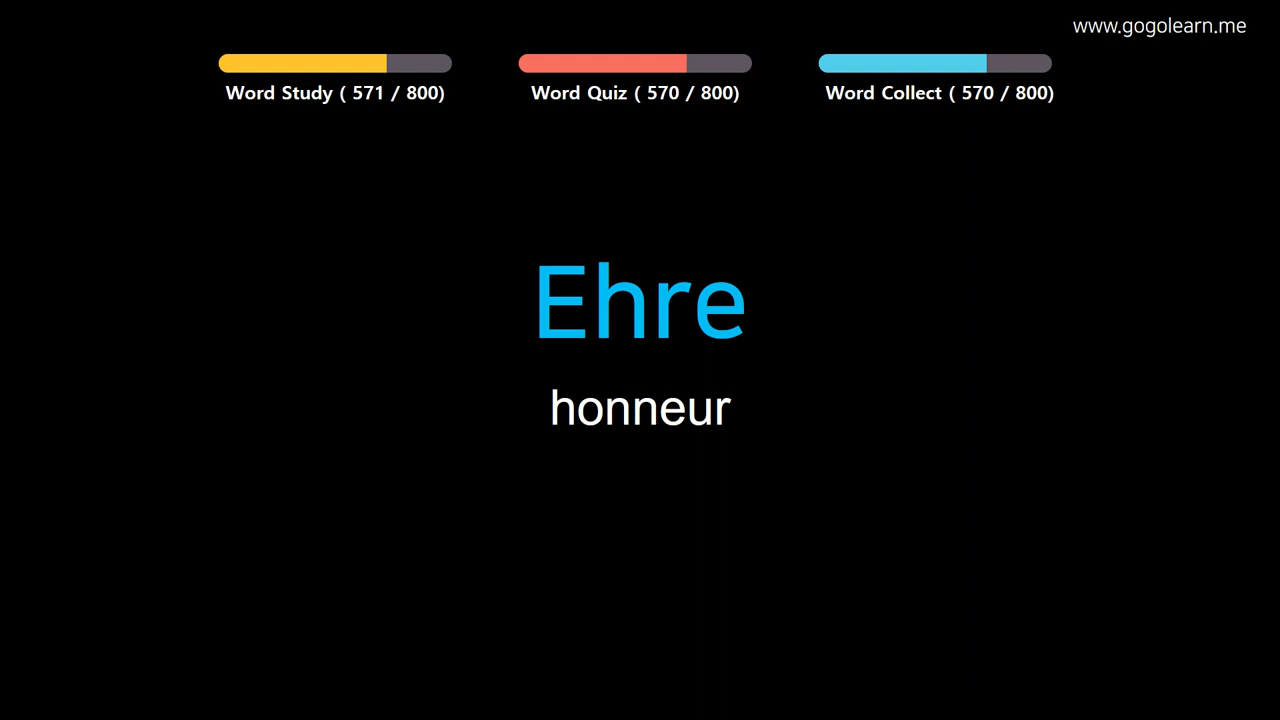 www.gogolearn.me
Word Study ( 571 / 800)
Word Quiz ( 570 / 800)
Word Collect ( 570 / 800)
Ehre
honneur